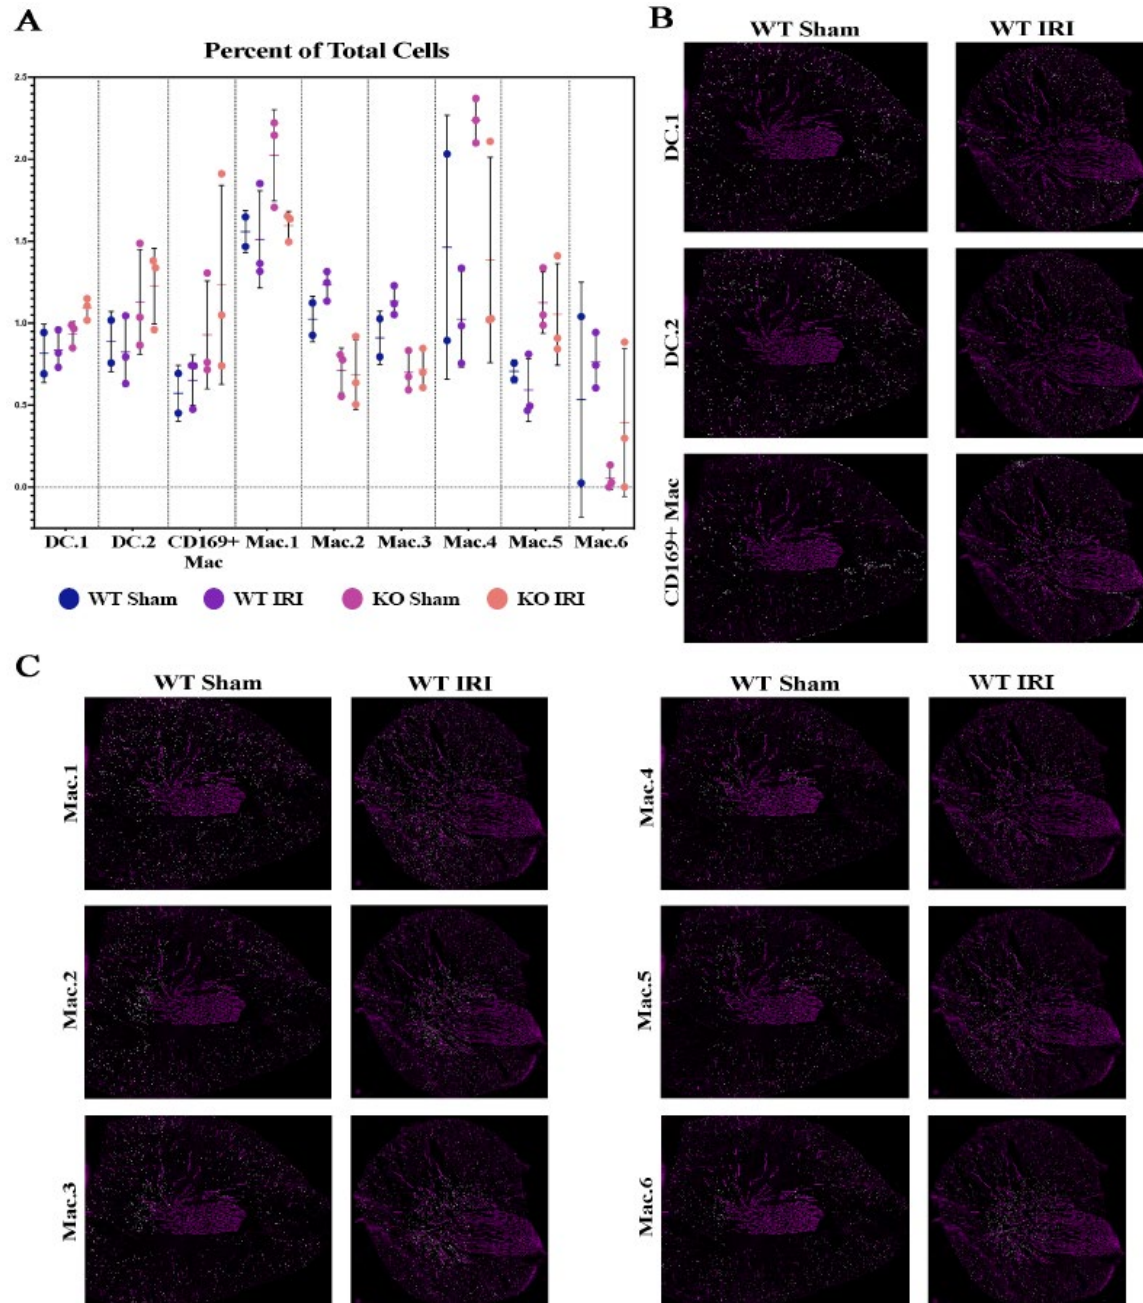 A
Percent of Total Cells
2.5
2.0
1.5
1.0
0.5
0.0
DC.1 DC.2 CD169+ Mac Mac.1 Mac.2 Mac.3 Mac.4 Mac.5 Mac.6
WT Sham WT IRI KO Sham KO IRI
B
WT Sham WT IRI
DC.1
DC.2
CD169+ Mac
C
WT Sham WT IRI WT Sham WT IRI
Mac.1 Mac.4
Mac.2 Mac.5
Mac.3 Mac.6